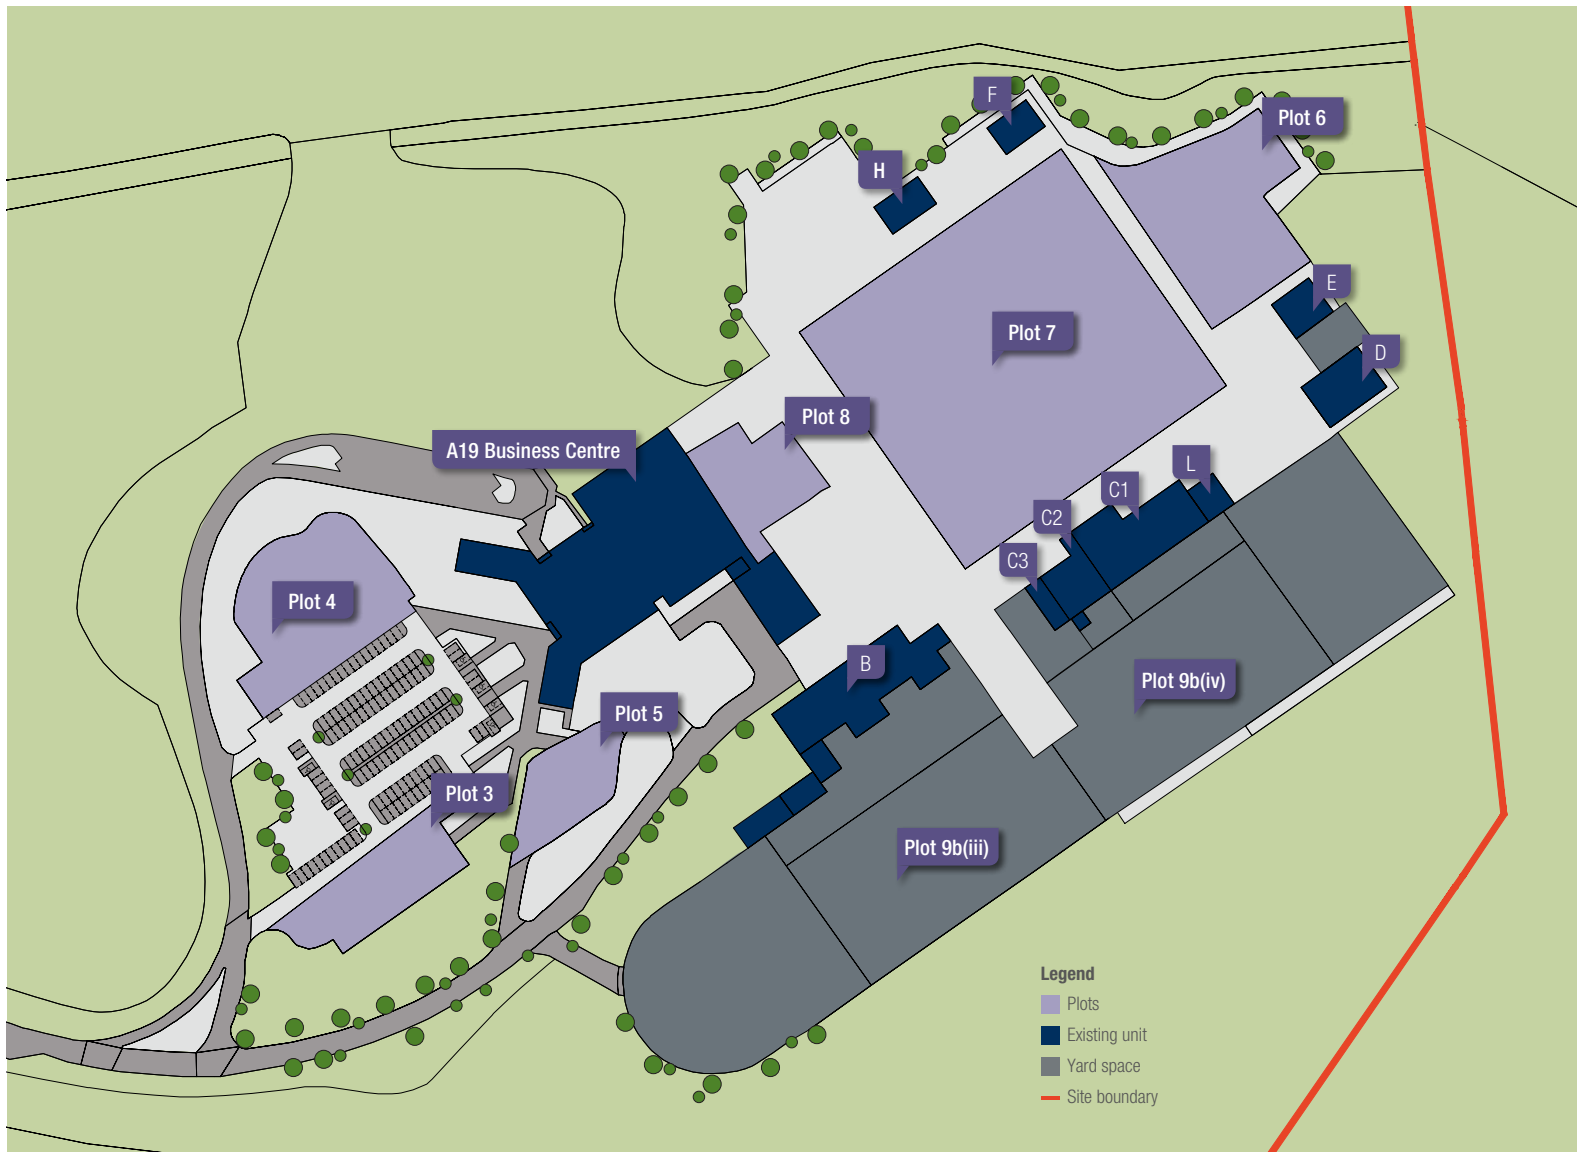 F
Plot 6
H
E
Plot 7
D
Plot 8
A19 Business Centre
L
C1
C2
C3
Plot 4
B
Plot 9b(iv)
Plot 5
Plot 3
Plot 9b(iii)
Legend
Plots
Existing unit
Yard space
Site boundary